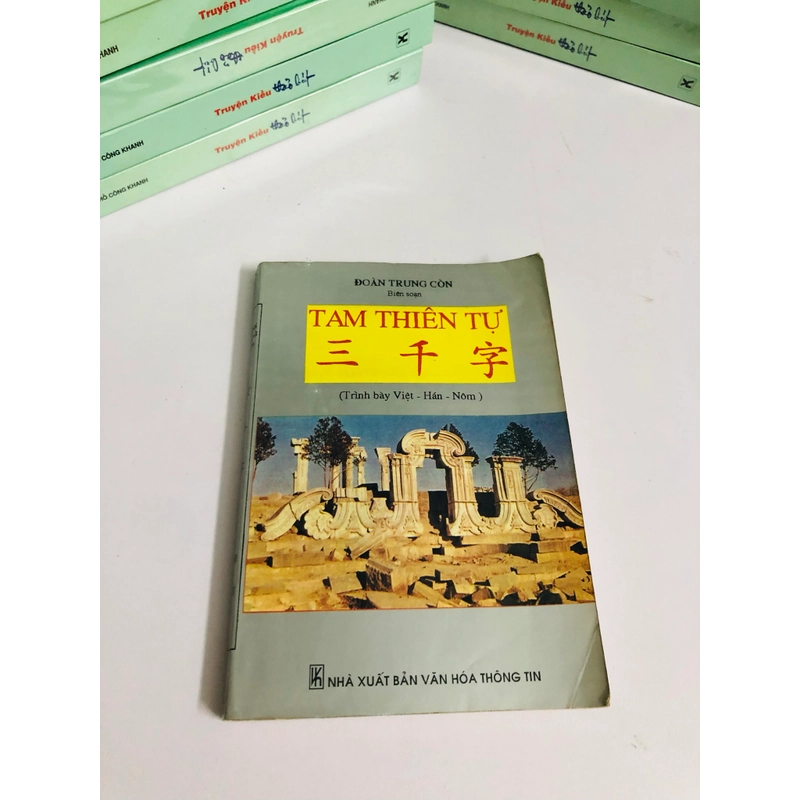 Truyện Kiều
HANH
Truyện Kiều
Truyện Kiều
CÔNG KHANH
Truyện Kiều
HỒ CÔNG KHANH
Truyện Kiều
Truyện Kiều
ĐOÀN TRUNG CÒN
Biên soạn
TAM THIÊN TỰ
三 千 字
(Trình bày Việt - Hán - Nôm )
NHÀ XUẤT BẢN VĂN HÓA THÔNG TIN